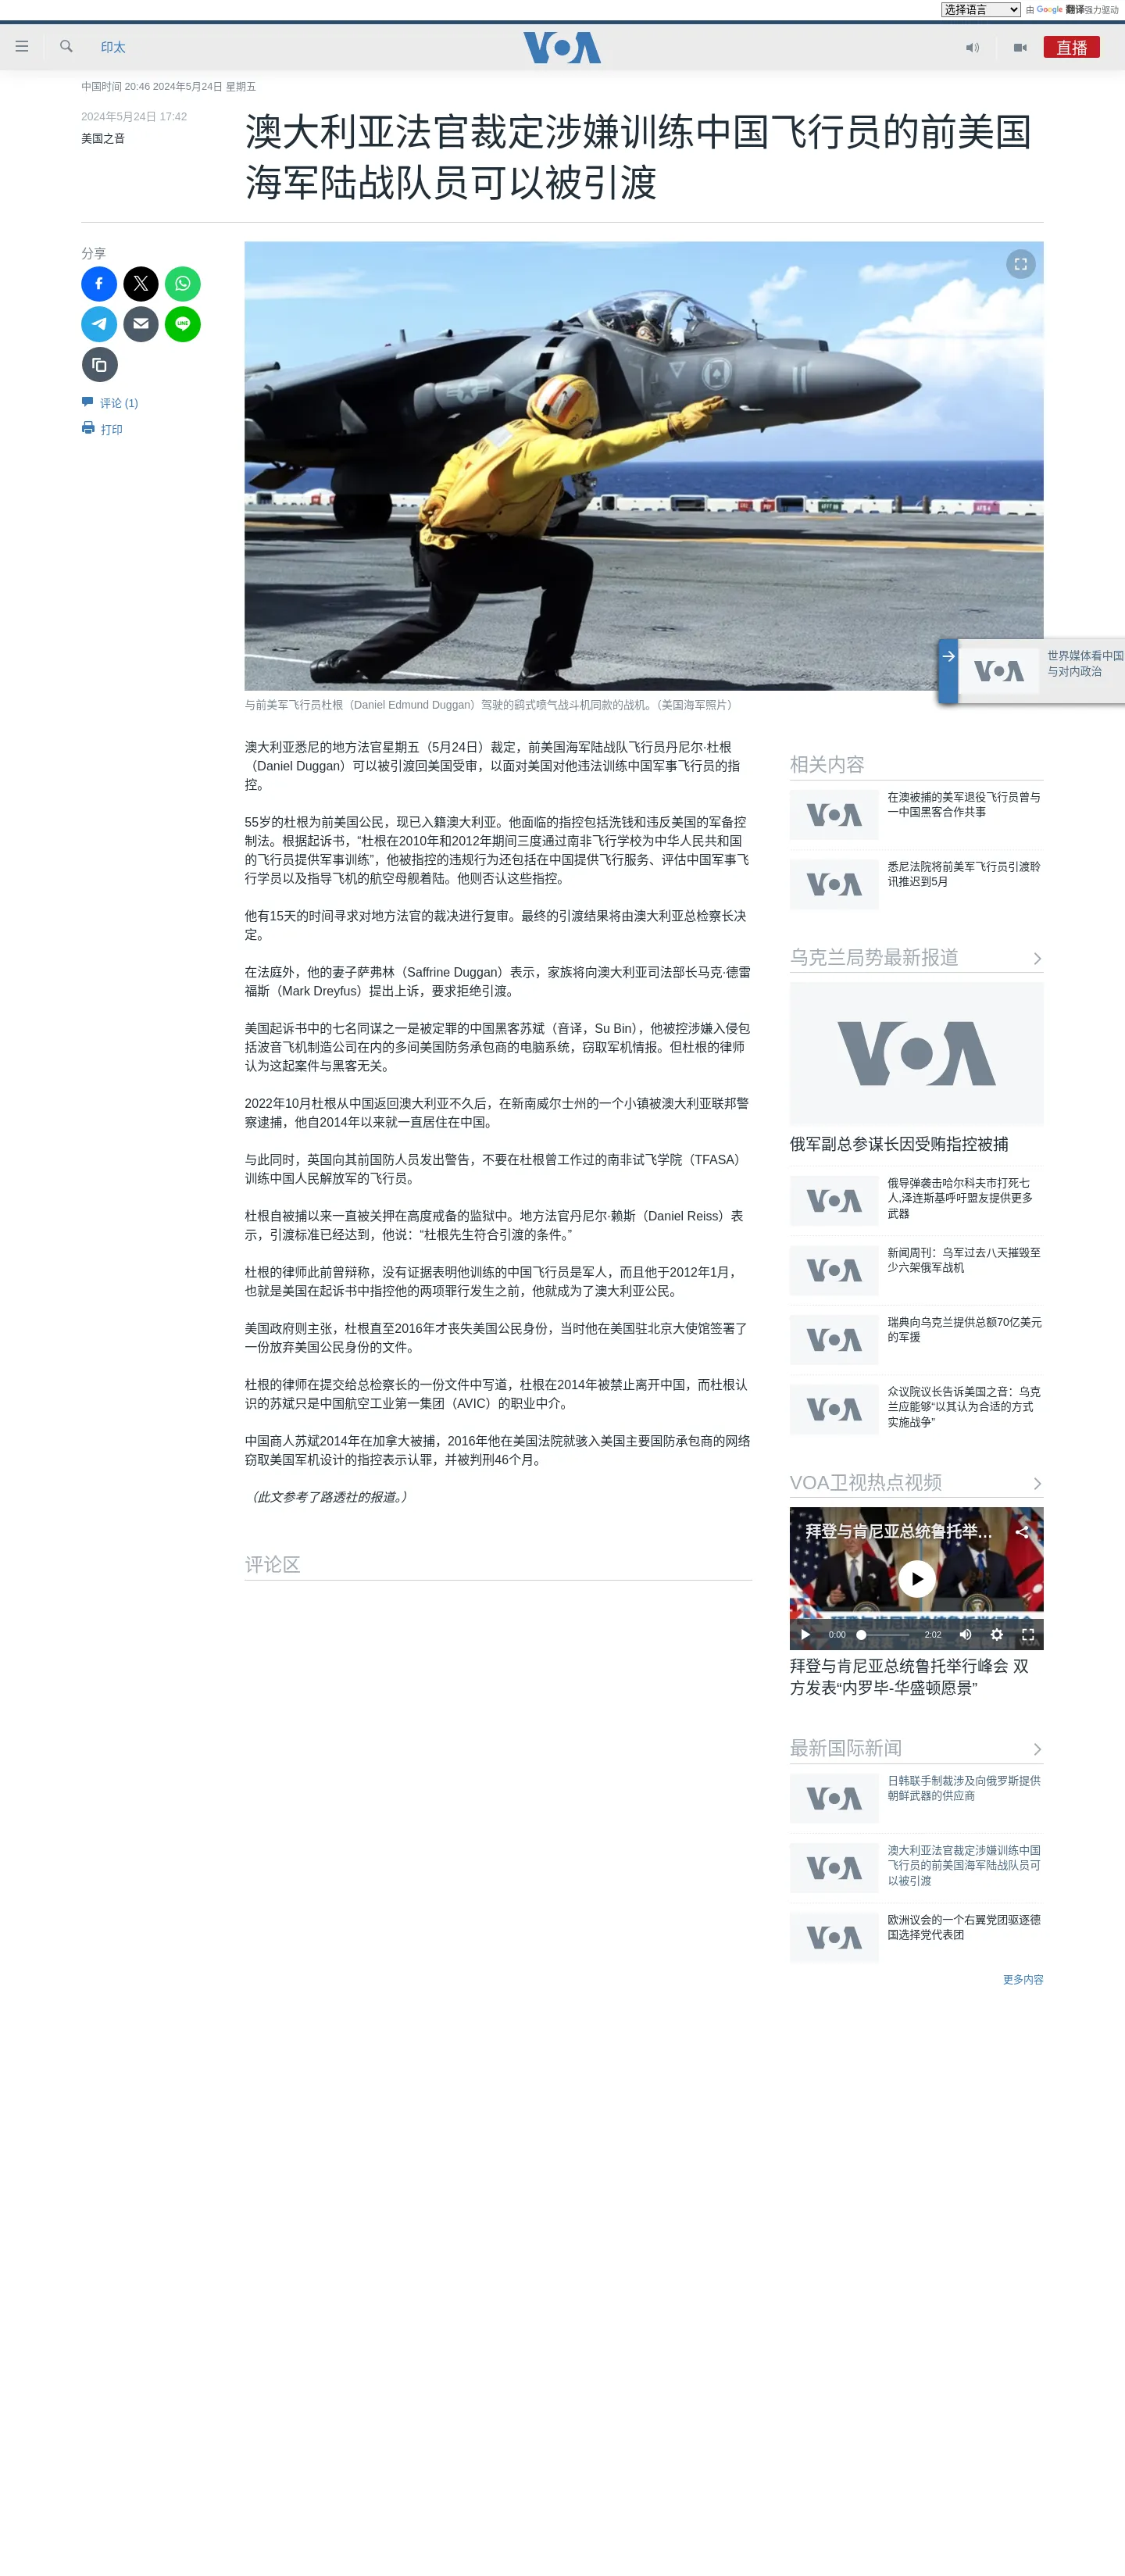 选择语言 由 Google 翻译强力驱动
印太
VOA
直播
中国时间 20:46 2024年5月24日 星期五
2024年5月24日 17:42
美国之音
澳大利亚法官裁定涉嫌训练中国飞行员的前美国
海军陆战队员可以被引渡
分享
评论 (1)
打印
世界媒体看中国
与对内政治
与前美军飞行员杜根（Daniel Edmund Duggan）驾驶的鹞式喷气战斗机同款的战机。（美国海军照片）
澳大利亚悉尼的地方法官星期五（5月24日）裁定，前美国海军陆战队飞行员丹尼尔·杜根
（Daniel Duggan）可以被引渡回美国受审，以面对美国对他违法训练中国军事飞行员的指
控。
55岁的杜根为前美国公民，现已入籍澳大利亚。他面临的指控包括洗钱和违反美国的军备控
制法。根据起诉书，“杜根在2010年和2012年期间三度通过南非飞行学校为中华人民共和国
的飞行员提供军事训练”，他被指控的违规行为还包括在中国提供飞行服务、评估中国军事飞
行学员以及指导飞机的航空母舰着陆。他则否认这些指控。
他有15天的时间寻求对地方法官的裁决进行复审。最终的引渡结果将由澳大利亚总检察长决
定。
在法庭外，他的妻子萨弗林（Saffrine Duggan）表示，家族将向澳大利亚司法部长马克·德雷
福斯（Mark Dreyfus）提出上诉，要求拒绝引渡。
美国起诉书中的七名同谋之一是被定罪的中国黑客苏斌（音译，Su Bin），他被控涉嫌入侵包
括波音飞机制造公司在内的多间美国防务承包商的电脑系统，窃取军机情报。但杜根的律师
认为这起案件与黑客无关。
2022年10月杜根从中国返回澳大利亚不久后，在新南威尔士州的一个小镇被澳大利亚联邦警
察逮捕，他自2014年以来就一直居住在中国。
与此同时，英国向其前国防人员发出警告，不要在杜根曾工作过的南非试飞学院（TFASA）
训练中国人民解放军的飞行员。
杜根自被捕以来一直被关押在高度戒备的监狱中。地方法官丹尼尔·赖斯（Daniel Reiss）表
示，引渡标准已经达到，他说：“杜根先生符合引渡的条件。”
杜根的律师此前曾辩称，没有证据表明他训练的中国飞行员是军人，而且他于2012年1月，
也就是美国在起诉书中指控他的两项罪行发生之前，他就成为了澳大利亚公民。
美国政府则主张，杜根直至2016年才丧失美国公民身份，当时他在美国驻北京大使馆签署了
一份放弃美国公民身份的文件。
杜根的律师在提交给总检察长的一份文件中写道，杜根在2014年被禁止离开中国，而杜根认
识的苏斌只是中国航空工业第一集团（AVIC）的职业中介。
中国商人苏斌2014年在加拿大被捕，2016年他在美国法院就骇入美国主要国防承包商的网络
窃取美国军机设计的指控表示认罪，并被判刑46个月。
（此文参考了路透社的报道。）
评论区
相关内容
VOA
在澳被捕的美军退役飞行员曾与
一中国黑客合作共事
VOA
悉尼法院将前美军飞行员引渡聆
讯推迟到5月
乌克兰局势最新报道
VOA
俄军副总参谋长因受贿指控被捕
VOA
俄导弹袭击哈尔科夫市打死七
人,泽连斯基呼吁盟友提供更多
武器
VOA
新闻周刊：乌军过去八天摧毁至
少六架俄军战机
VOA
瑞典向乌克兰提供总额70亿美元
的军援
VOA
众议院议长告诉美国之音：乌克
兰应能够“以其认为合适的方式
实施战争”
VOA卫视热点视频
拜登与肯尼亚总统鲁托举...
拜登与肯尼亚总统鲁托举行峰会
0:00 2:02
拜登与肯尼亚总统鲁托举行峰会 双
方发表“内罗毕-华盛顿愿景”
最新国际新闻
VOA
日韩联手制裁涉及向俄罗斯提供
朝鲜武器的供应商
VOA
澳大利亚法官裁定涉嫌训练中国
飞行员的前美国海军陆战队员可
以被引渡
VOA
欧洲议会的一个右翼党团驱逐德
国选择党代表团
更多内容